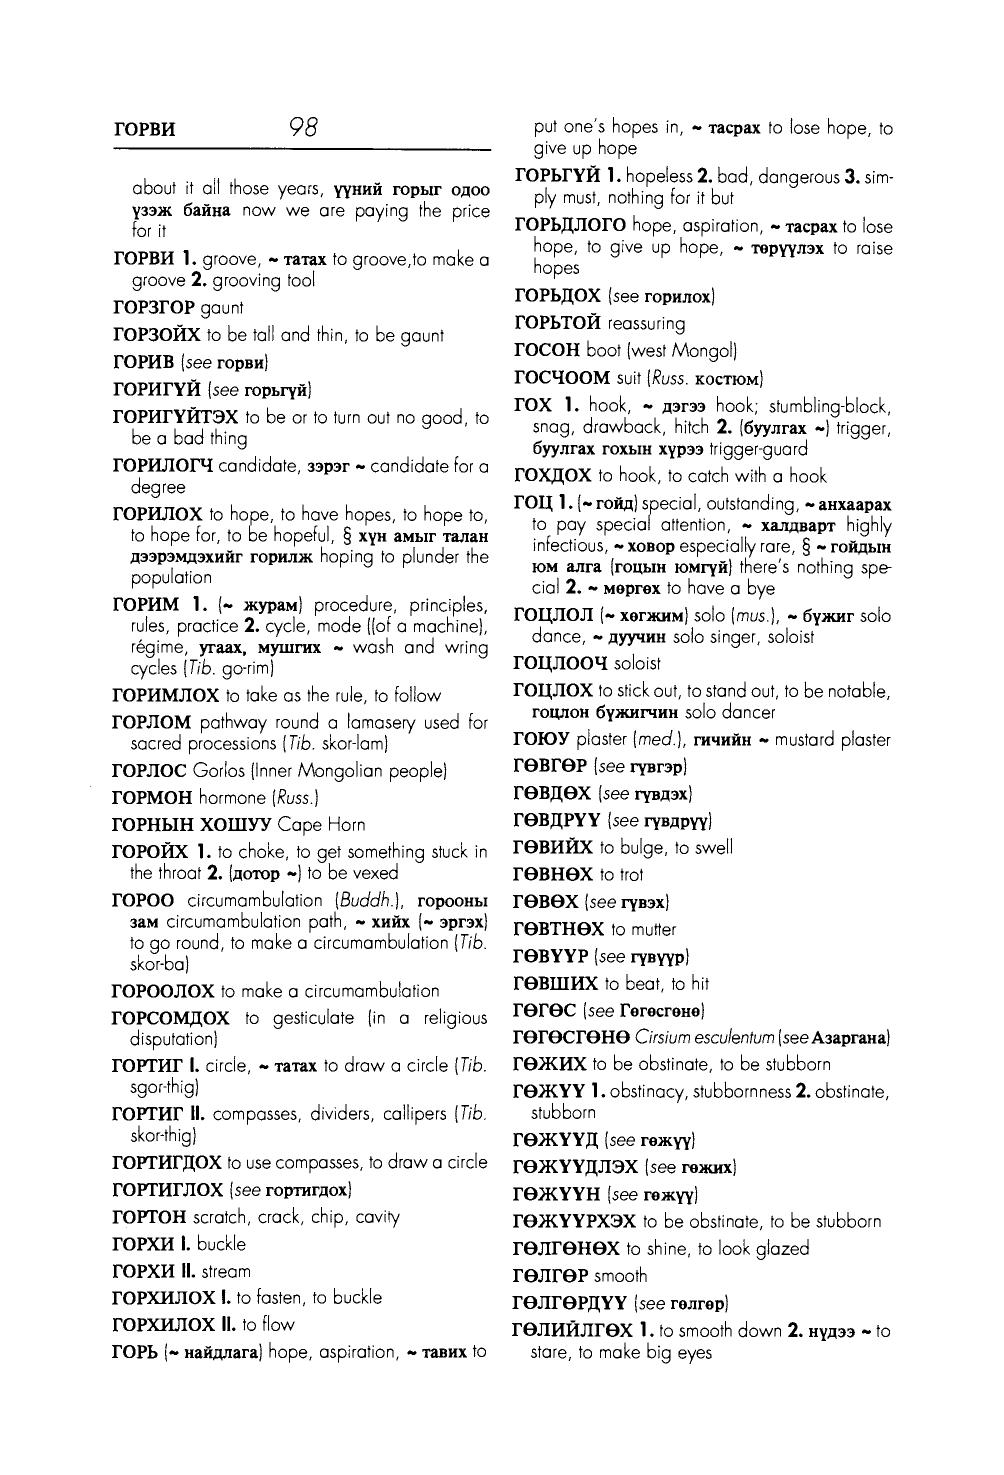 ГОРВИ 98
about it all those years, үүний горыг одоо
үзэж байна now we are paying the price
for it
ГОРВИ 1. groove, ~ татах to groove,to make a
groove 2. grooving tool
ГОРЗГОР gaunt
ГОРЗОЙХ to be tall and thin, to be gaunt
ГОРИВ (see горви)
ГОРИГҮЙ (see горьгүй)
ГОРИГҮЙТЭХ to be or to turn out no good, to
be a bad thing
ГОРИЛОГЧ candidate, зэрэг ~ candidate for a
degree
ГОРИЛОХ to hope, to have hopes, to hope to,
to hope for, to be hopeful, § хүн амыг талан
дээрэмдэхийг горилж hoping to plunder the
population
ГОРИМ 1. (~ журам) procedure, principles,
rules, practice 2. cycle, mode ((of a machine),
régime, угаах, мушгих ~ wash and wring
cycles (Tib. go-rim)
ГОРИМЛОХ to take as the rule, to follow
ГОРЛОМ pathway round a lamasery used for
sacred processions (Tib. skor-lam)
ГОРЛОС Gorlos (Inner Mongolian people)
ГОРМОН hormone (Russ.)
ГОРНЫН ХОШУУ Cape Horn
ГОРОЙХ 1. to choke, to get something stuck in
the throat 2. (дотор ~) to be vexed
ГОРОО circumambulation (Buddh.), горооны
зам circumambulation path, ~ хийх (~ эргэх)
to go round, to make a circumambulation (Tib.
skor-ba)
ГОРООЛОХ to make a circumambulation
ГОРСОМДОХ to gesticulate (in a religious
disputation)
ГОРТИГ I. circle, ~ татах to draw a circle (Tib.
sgor-thig)
ГОРТИГ II. compasses, dividers, callipers (Tib.
skor-thig)
ГОРТИГДОХ to use compasses, to draw a circle
ГОРТИГЛОХ (see гортигдох)
ГОРТОН scratch, crack, chip, cavity
ГОРХИ I. buckle
ГОРХИ II. stream
ГОРХИЛОХ I. to fasten, to buckle
ГОРХИЛОХ II. to flow
ГОРЬ (~ найдлага) hope, aspiration, ~ тавих to
put one's hopes in, ~ тасрах to lose hope, to
give up hope
ГОРЬГҮЙ 1. hopeless 2. bad, dangerous 3. sim-
ply must, nothing for it but
ГОРЬДЛОГО hope, aspiration, ~ тасрах to lose
hope, to give up hope, ~ төрүүлэх to raise
hopes
ГОРЬДОХ (see горилох)
ГОРЬТОЙ reassuring
ГОСОН boot (west Mongol)
ГОСЧООМ suit (Russ. костюм)
ГОХ 1. hook, ~ дэгээ hook; stumbling-block,
snag, drawback, hitch 2. (буулгах ~) trigger,
буулгах гохын хүрээ trigger-guard
ГОХДОХ to hook, to catch with a hook
ГОЦ 1. (~ гойд) special, outstanding, ~ анхаарах
to pay special attention, ~ халдварт highly
infectious, ~ ховор especially rare, § ~ гойдын
юм алга (гоцын юмгүй) there's nothing spe-
cial 2. ~ мөргөх to have a bye
ГОЦЛОЛ (~ хөгжим) solo (mus.), ~ бүжиг solo
dance, ~ дуучин solo singer, soloist
ГОЦЛООЧ soloist
ГОЦЛОХ to stick out, to stand out, to be notable,
гоцлон бүжигчин solo dancer
ГОЮУ plaster (med.), гичийн ~ mustard plaster
ГӨВГӨР (see гүвгэр)
ГӨВДӨХ (see гүвдэх)
ГӨВДРҮҮ (see гүвдрүү)
ГӨВИЙХ to bulge, to swell
ГӨВНӨХ to trot
ГӨВӨХ (see гүвэх)
ГӨВТНӨХ to mutter
ГӨВҮҮР (see гүвүүр)
ГӨВШИХ to beat, to hit
ГӨГӨС (see Гөгөсгөнө)
ГӨГӨСГӨНӨ Cirsium esculentum (see Азаргана)
ГӨЖИХ to be obstinate, to be stubborn
ГӨЖҮҮ 1. obstinacy, stubbornness 2. obstinate,
stubborn
ГӨЖҮҮД (see гөжүү)
ГӨЖҮҮДЛЭХ (see гөжих)
ГӨЖҮҮН (see гөжүү)
ГӨЖҮҮРХЭХ to be obstinate, to be stubborn
ГӨЛГӨНӨХ to shine, to look glazed
ГӨЛГӨР smooth
ГӨЛГӨРДҮҮ (see гөлгөр)
ГӨЛИЙЛГӨХ 1. to smooth down 2. нүдээ ~ to
stare, to make big eyes